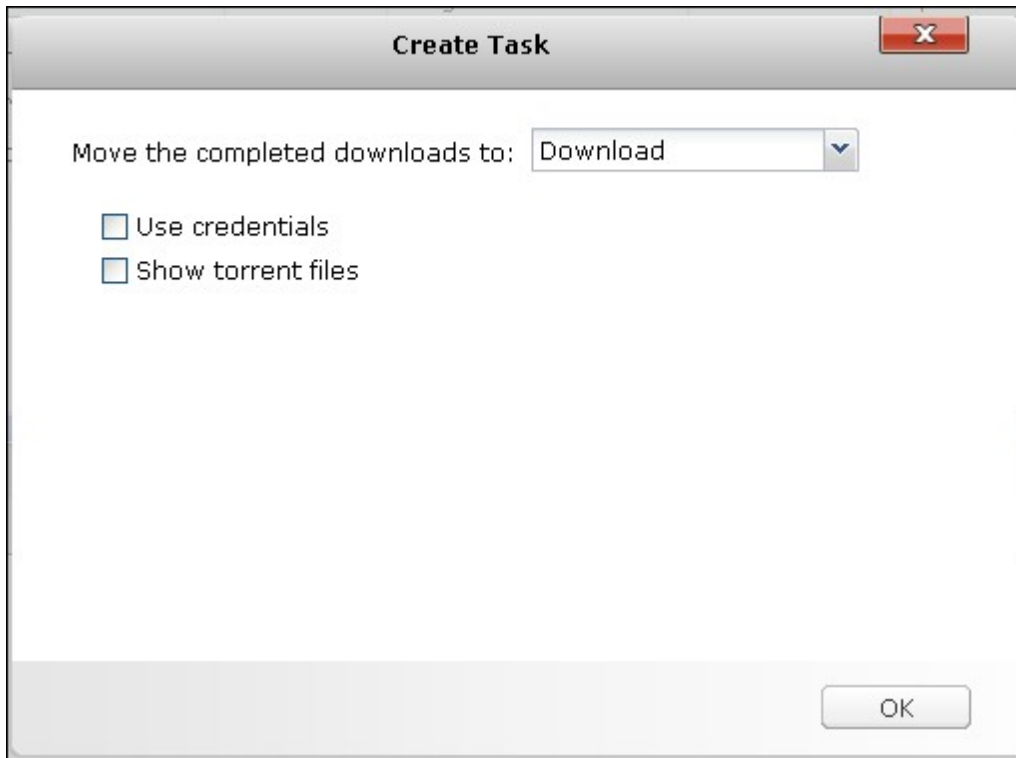 Create Task
Move the completed downloads to: Download
Use credentials
Show torrent files
OK